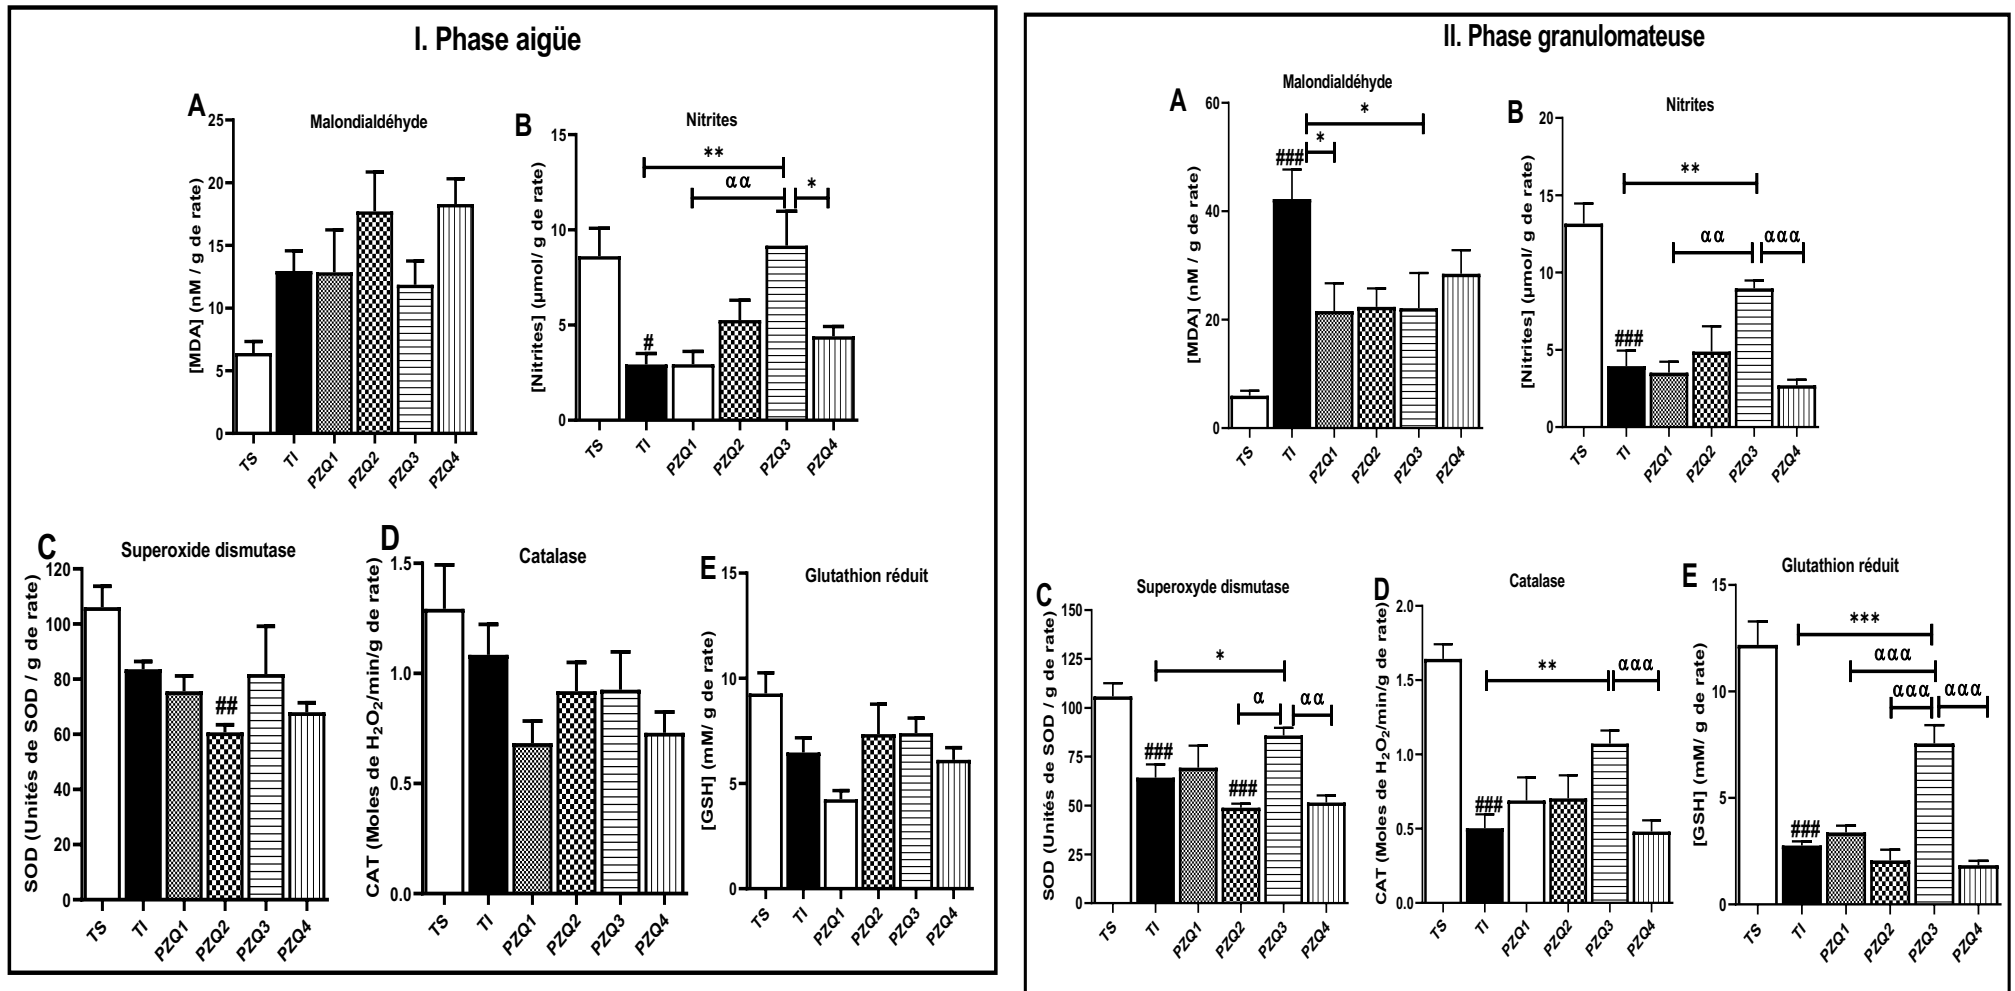 I. Phase aigüe
A
Malondialdéhyde
[MDA] (nM / g de rate)
25
20
15
10
5
0
TS
TI
PZQ1
PZQ2
PZQ3
PZQ4
B
Nitrites
[Nitrites] (µmol/ g de rate)
15
10
5
0
**
αα
*
#
TS
TI
PZQ1
PZQ2
PZQ3
PZQ4
C
Superoxide dismutase
SOD (Unités de SOD / g de rate)
120
100
80
60
40
20
0
##
TS
TI
PZQ1
PZQ2
PZQ3
PZQ4
D
Catalase
CAT (Moles de H₂O₂/min/g de rate)
1.5
1.0
0.5
0.0
TS
TI
PZQ1
PZQ2
PZQ3
PZQ4
E
Glutathion réduit
[GSH] (mM/ g de rate)
15
10
5
0
TS
TI
PZQ1
PZQ2
PZQ3
PZQ4
II. Phase granulomateuse
A
Malondialdéhyde
[MDA] (nM / g de rate)
60
40
20
0
*
*
###
TS
TI
PZQ1
PZQ2
PZQ3
PZQ4
B
Nitrites
[Nitrites] (µmol/ g de rate)
20
15
10
5
0
**
αα
ααα
###
TS
TI
PZQ1
PZQ2
PZQ3
PZQ4
C
Superoxyde dismutase
SOD (Unités de SOD / g de rate)
150
125
100
75
50
25
0
*
α
αα
###
###
TS
TI
PZQ1
PZQ2
PZQ3
PZQ4
D
Catalase
CAT (Moles de H₂O₂/min/g de rate)
2.0
1.5
1.0
0.5
0.0
**
ααα
###
TS
TI
PZQ1
PZQ2
PZQ3
PZQ4
E
Glutathion réduit
[GSH] (mM/ g de rate)
15
10
5
0
***
ααα
ααα
ααα
###
TS
TI
PZQ1
PZQ2
PZQ3
PZQ4